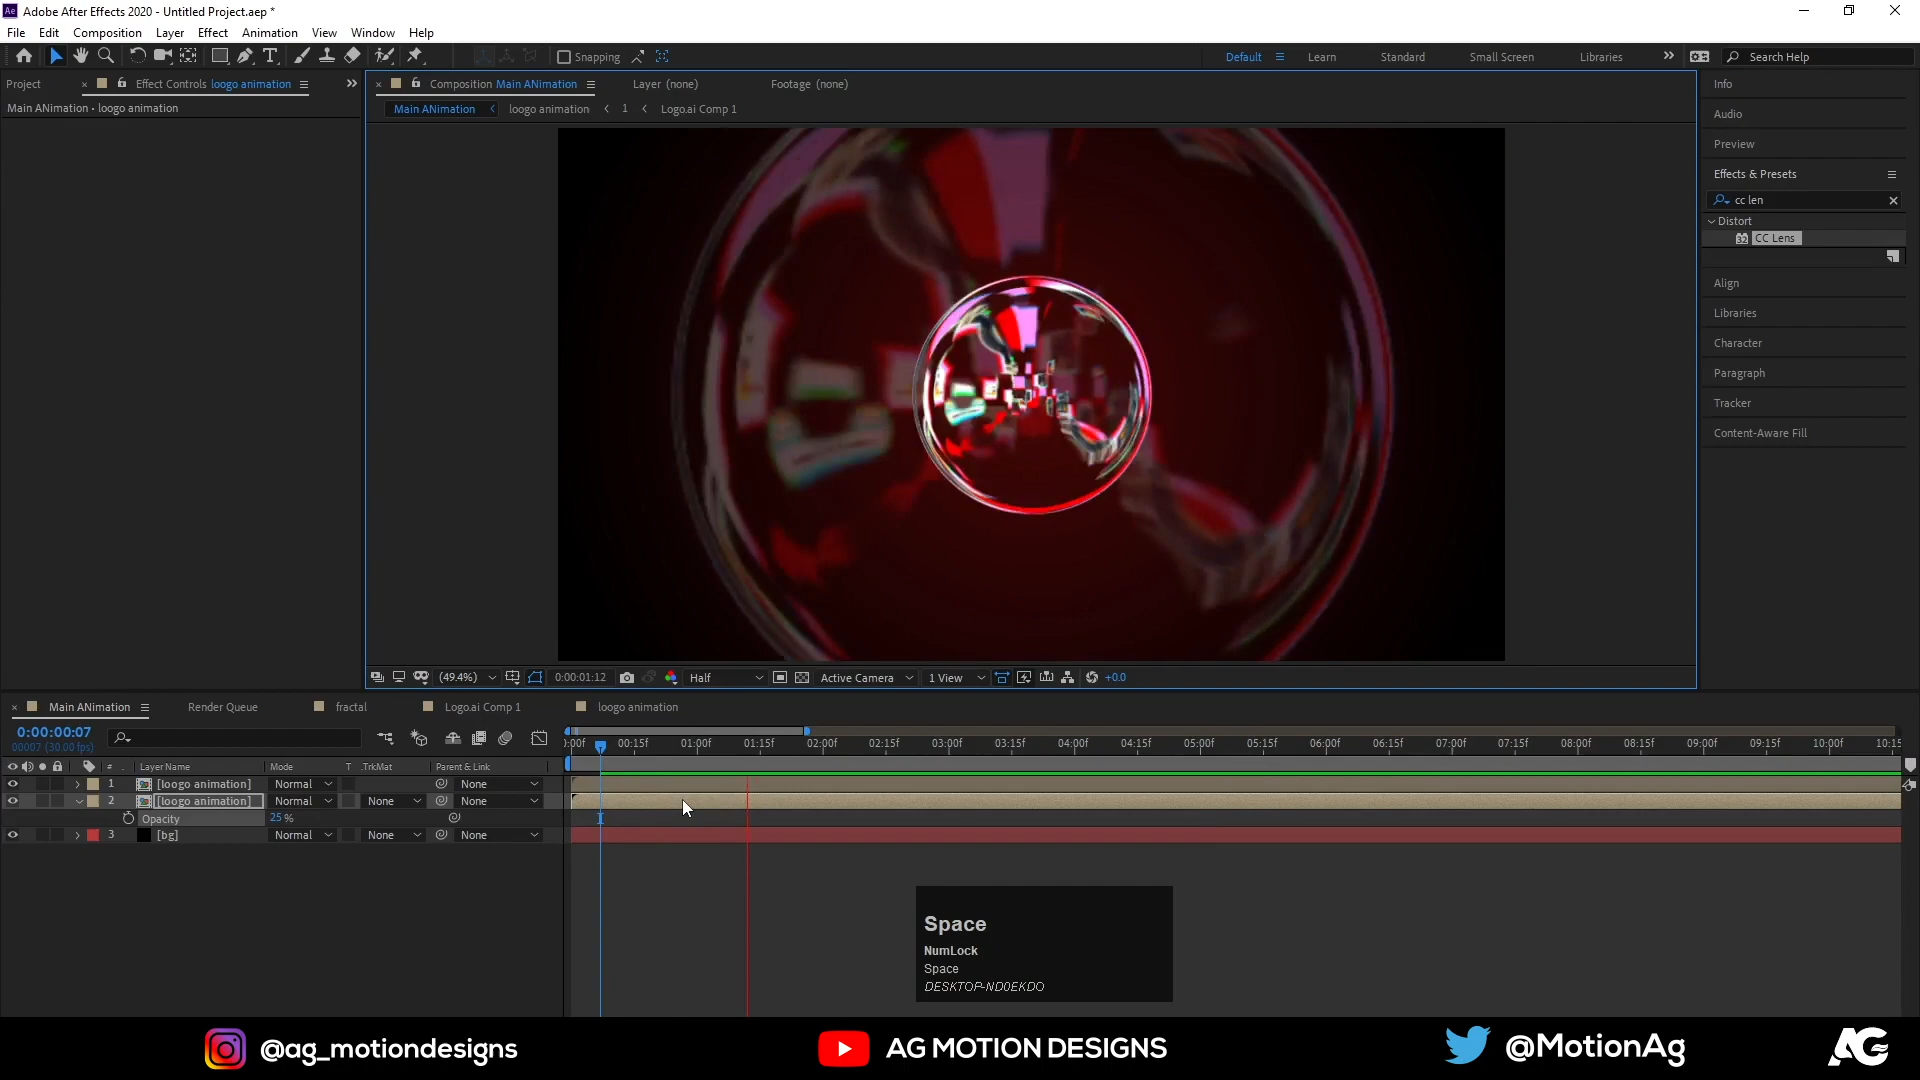 Ae Adobe After Effects 2020 - Untitled Project.aep *
File Edit Composition Layer Effect Animation View Window Help
Snapping
Default Learn Standard Small Screen Libraries Search Help
Project Effect Controls loogo animation
Main ANimation • loogo animation
Composition Main ANimation Layer (none) Footage (none)
Main ANimation loogo animation 1 Logo.ai Comp 1
Info
Audio
Preview
Effects & Presets
cc len
Distort
32 CC Lens
Align
Libraries
Character
Paragraph
Tracker
Content-Aware Fill
(49.4%) 0:00:01:12 Half Active Camera 1 View +0.0
Main ANimation Render Queue fractal Logo.ai Comp 1 loogo animation
0:00:00:07
00007 (30.00 fps)
):00f 00:15f 01:00f 01:15f 02:00f 02:15f 03:00f 03:15f 04:00f 04:15f 05:00f 05:15f 06:00f 06:15f 07:00f 07:15f 08:00f 08:15f 09:00f 09:15f 10:00f 10:15
# Layer Name Mode T .TrkMat Parent & Link
1 [loogo animation] Normal None
2 [loogo animation] Normal None None
Opacity 25 %
3 [bg] Normal None None
Space
NumLock
Space
DESKTOP-ND0EKDO
@ag_motiondesigns AG MOTION DESIGNS @MotionAg AG